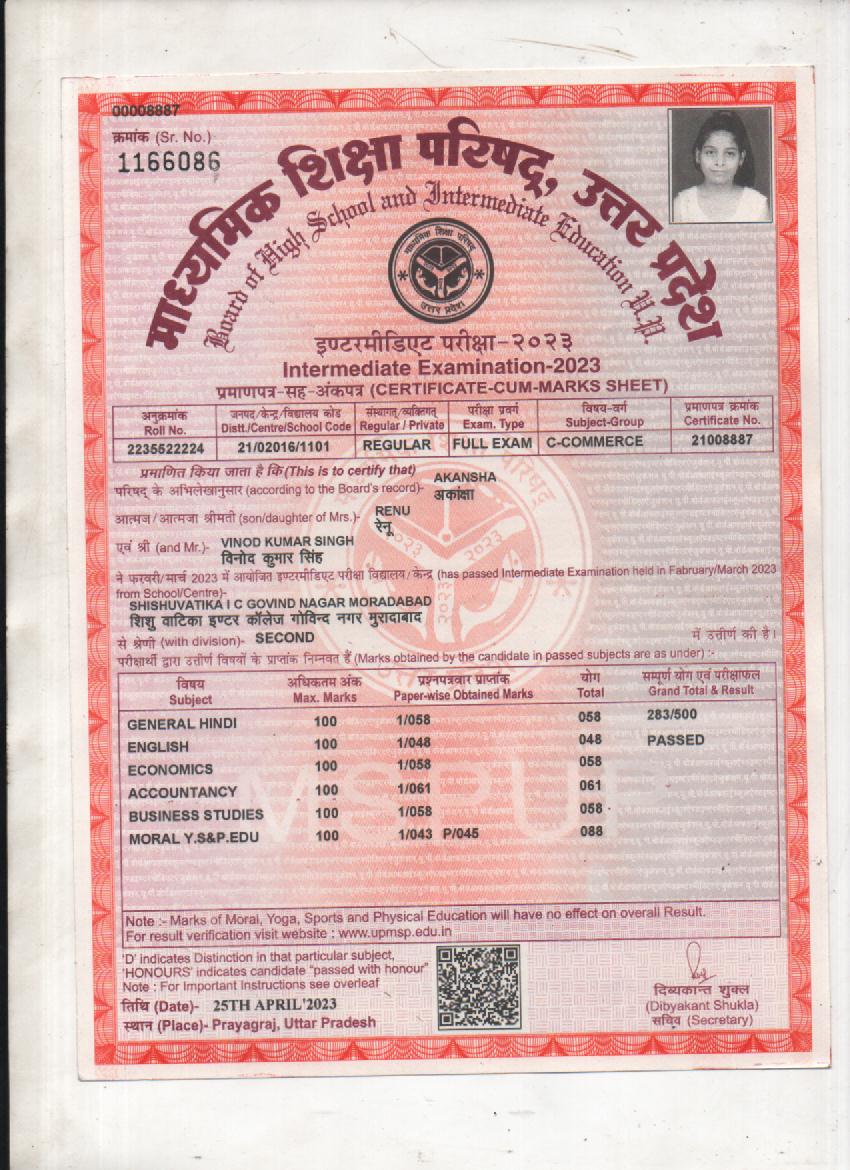 00008887
क्रमांक (Sr. No.)
1166086
माध्यमिक शिक्षा परिषद्, उत्तर प्रदेश
Board of High School and Intermediate Education U.P.
माध्यमिक शिक्षा परिषद
उत्तर प्रदेश
इण्टरमीडिएट परीक्षा-२०२३
Intermediate Examination-2023
प्रमाणपत्र-सह-अंकपत्र (CERTIFICATE-CUM-MARKS SHEET)
अनुक्रमांक जनपद/केन्द्र/विद्यालय कोड संस्थागत्/व्यक्तिगत् परीक्षा प्रवर्ग विषय-वर्ग प्रमाणपत्र क्रमांक
Roll No. Distt./Centre/School Code Regular / Private Exam. Type Subject-Group Certificate No.
2235522224 21/02016/1101 REGULAR FULL EXAM C-COMMERCE 21008887
प्रमाणित किया जाता है कि (This is to certify that) AKANSHA
परिषद् के अभिलेखानुसार (according to the Board's record)- अकांक्षा
आत्मज/आत्मजा श्रीमती (son/daughter of Mrs.)- RENU
रेनू
एवं श्री (and Mr.)- VINOD KUMAR SINGH
विनोद कुमार सिंह
ने फरवरी/मार्च 2023 में आयोजित इण्टरमीडिएट परीक्षा विद्यालय/केन्द्र (has passed Intermediate Examination held in Fabruary/March 2023
from School/Centre)-
SHISHUVATIKA I C GOVIND NAGAR MORADABAD
शिशु वाटिका इण्टर कॉलेज गोविन्द नगर मुरादाबाद
से श्रेणी (with division)- SECOND में उत्तीर्ण की है।
परीक्षार्थी द्वारा उत्तीर्ण विषयों के प्राप्तांक निम्नवत हैं (Marks obtained by the candidate in passed subjects are as under) :-
विषय अधिकतम अंक प्रश्नपत्रवार प्राप्तांक योग सम्पूर्ण योग एवं परीक्षाफल
Subject Max. Marks Paper-wise Obtained Marks Total Grand Total & Result
GENERAL HINDI 100 1/058 058 283/500
ENGLISH 100 1/048 048 PASSED
ECONOMICS 100 1/058 058
ACCOUNTANCY 100 1/061 061
BUSINESS STUDIES 100 1/058 058
MORAL Y.S&P.EDU 100 1/043 P/045 088
MSPUP
Note :- Marks of Moral, Yoga, Sports and Physical Education will have no effect on overall Result.
For result verification visit website : www.upmsp.edu.in
'D' indicates Distinction in that particular subject,
'HONOURS' indicates candidate "passed with honour"
Note : For Important Instructions see overleaf
तिथि (Date)- 25TH APRIL'2023
स्थान (Place)- Prayagraj, Uttar Pradesh
दिव्यकान्त शुक्ल
(Dibyakant Shukla)
सचिव (Secretary)